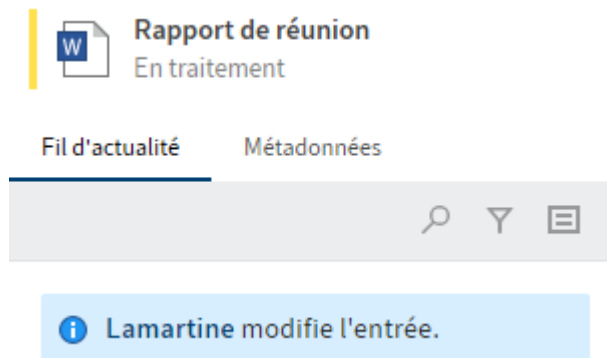 W
Rapport de réunion
En traitement
Fil d'actualité Métadonnées
i Lamartine modifie l'entrée.